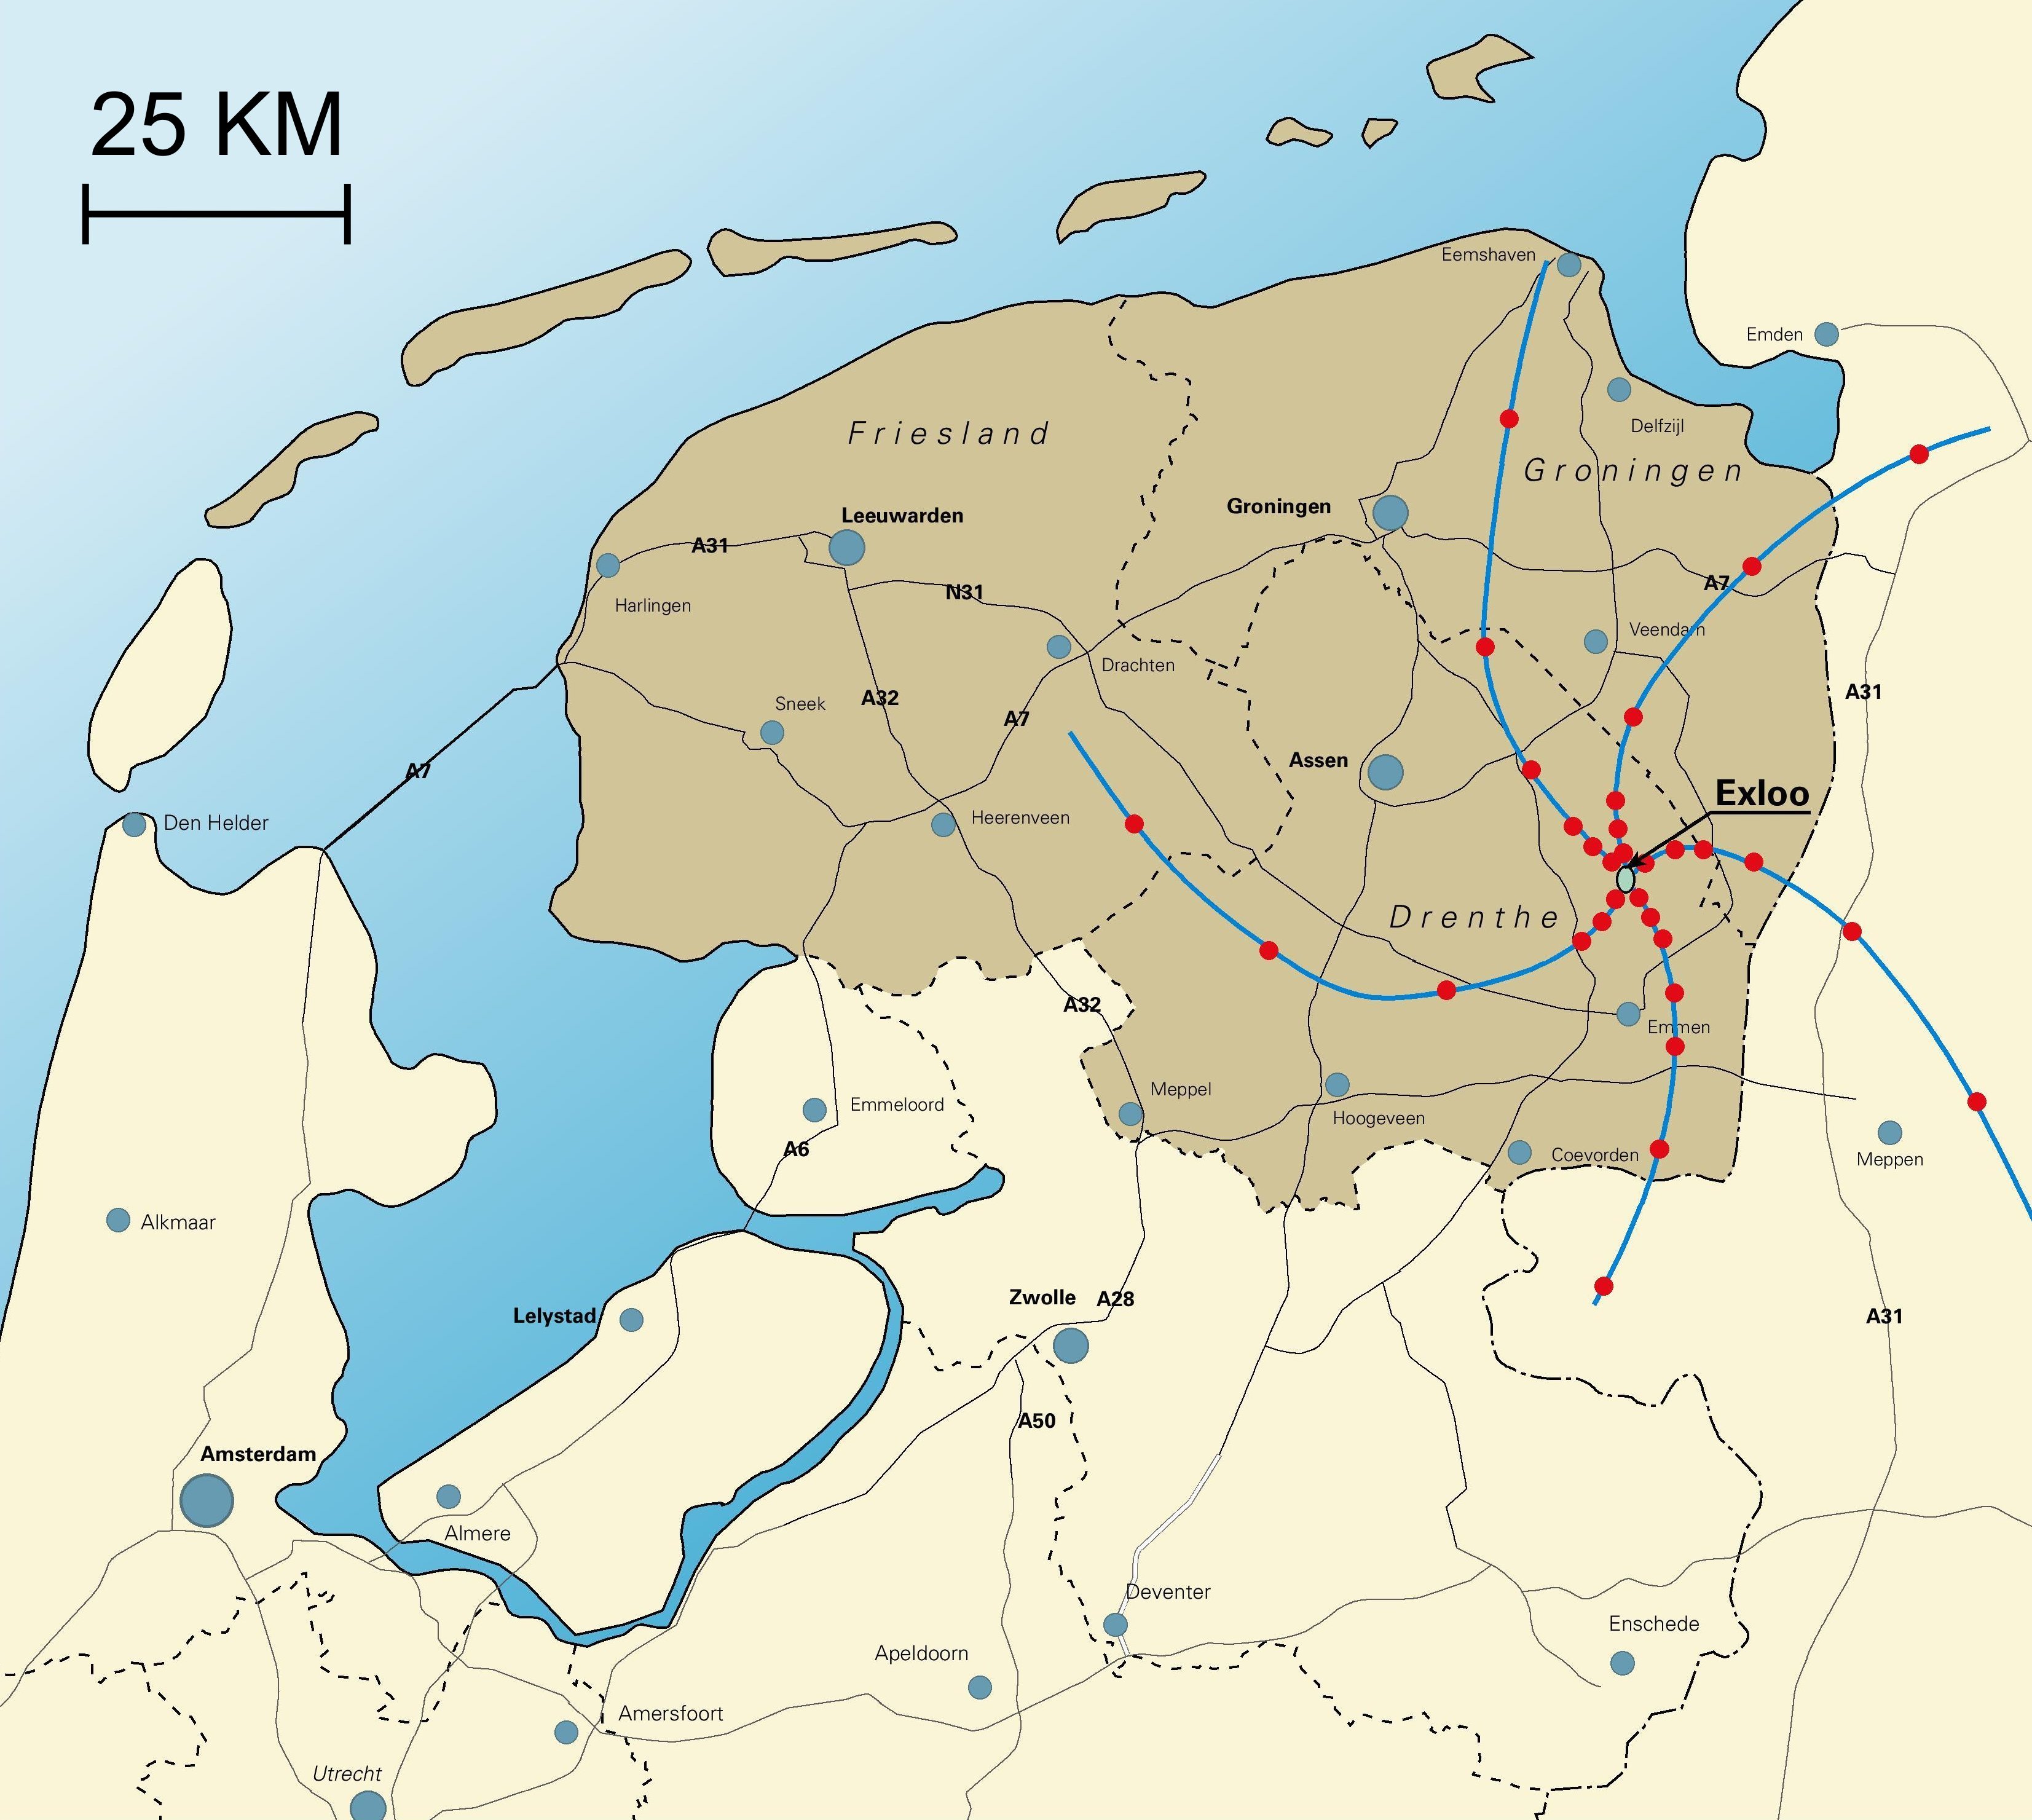 25 KM
Eemshaven
Emden
Delfzijl
Friesland
Groningen
Groningen
Leeuwarden
A31
A7
N31
Harlingen
Veendam
Drachten
A31
A32
Sneek
A7
Assen
A7
Exloo
Den Helder
Heerenveen
Drenthe
A32
Emmen
Meppel
Emmeloord
Hoogeveen
A6
Coevorden
Meppen
Alkmaar
Zwolle
A28
Lelystad
A31
A50
Amsterdam
Almere
Deventer
Enschede
Apeldoorn
Amersfoort
Utrecht